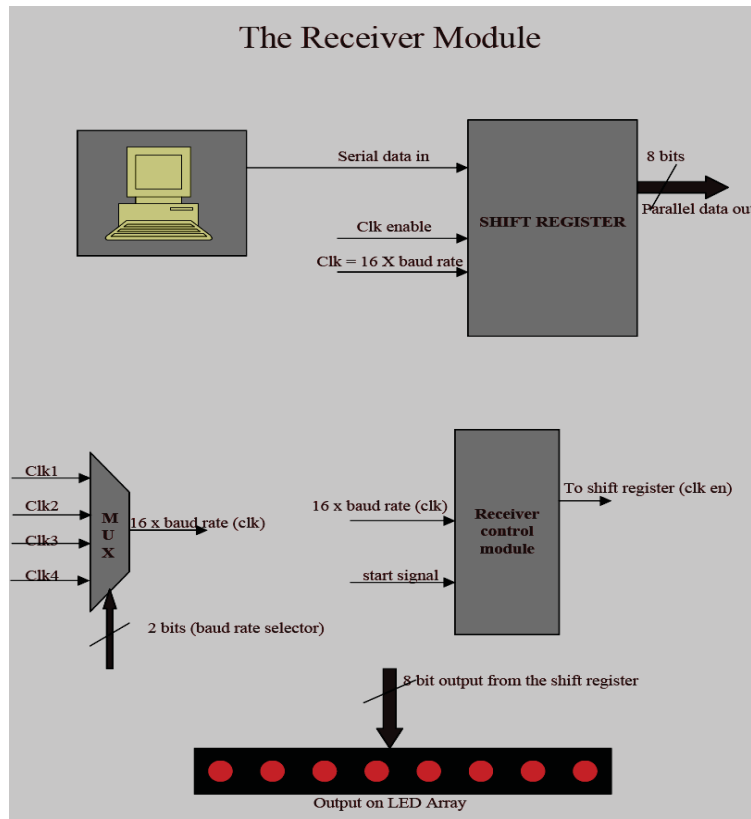 The Receiver Module
Serial data in
8 bits
Parallel data out
Clk enable
SHIFT REGISTER
Clk = 16 X baud rate
Clk1
Clk2
Clk3
Clk4
M
U
X
16 x baud rate (clk)
2 bits (baud rate selector)
16 x baud rate (clk)
start signal
Receiver
control
module
To shift register (clk en)
8 bit output from the shift register
Output on LED Array